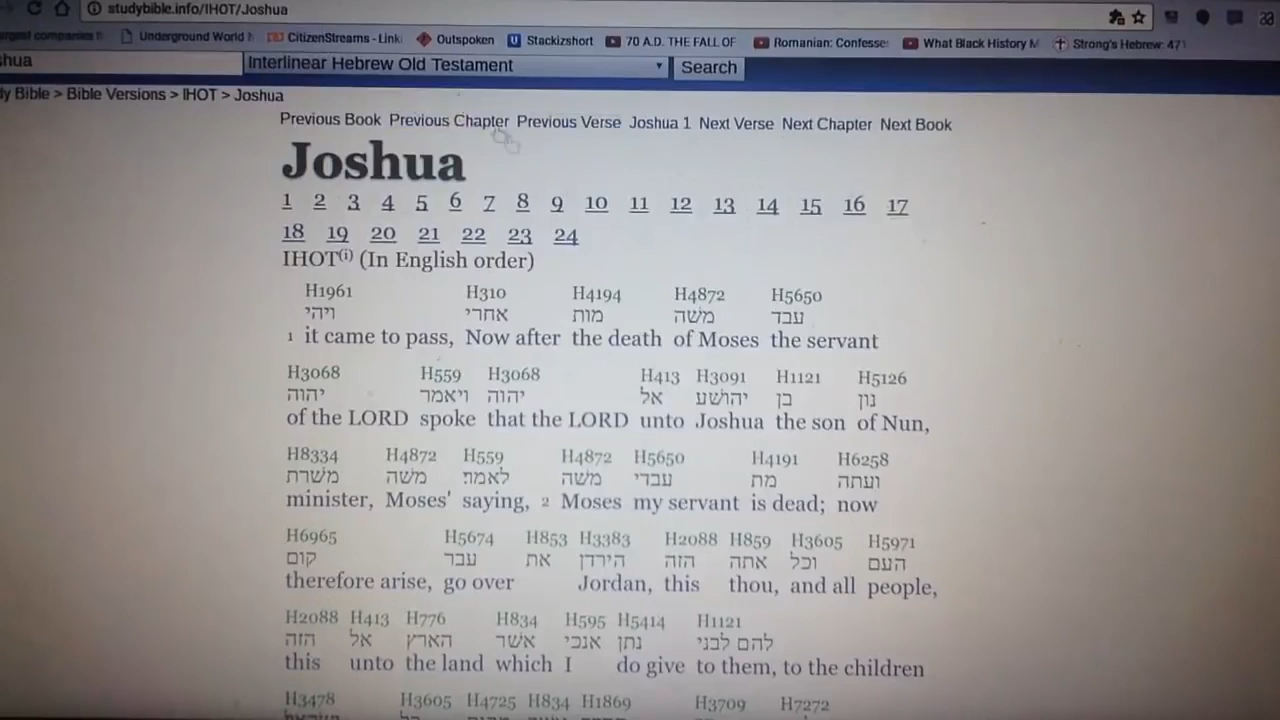 studybible.info/IHOT/Joshua
Underground World CitizenStreams - Link Outspoken Stackizshort 70 A.D. THE FALL OF Romanian: Confesse What Black History M Strong's Hebrew: 471
Interlinear Hebrew Old Testament Search
Bible > Bible Versions > IHOT > Joshua
Previous Book Previous Chapter Previous Verse Joshua 1 Next Verse Next Chapter Next Book
Joshua
1 2 3 4 5 6 7 8 9 10 11 12 13 14 15 16 17
18 19 20 21 22 23 24
IHOT(i) (In English order)
H1961 H310 H4194 H4872 H5650
ויהי אחרי מות משׁה עבד
1 it came to pass, Now after the death of Moses the servant
H3068 H559 H3068 H413 H3091 H1121 H5126
יהוה ויאמר יהוה אל יהושׁע בן נון
of the LORD spoke that the LORD unto Joshua the son of Nun,
H8334 H4872 H559 H4872 H5650 H4191 H6258
משׁרת משׁה לאמר׃ משׁה עבדי מת ועתה
minister, Moses' saying, 2 Moses my servant is dead; now
H6965 H5674 H853 H3383 H2088 H859 H3605 H5971
קום עבר את הירדן הזה אתה וכל העם
therefore arise, go over Jordan, this thou, and all people,
H2088 H413 H776 H834 H595 H5414 H1121
הזה אל הארץ אשׁר אנכי נתן להם לבני
this unto the land which I do give to them, to the children
H3478 H3605 H4725 H834 H1869 H3709 H7272